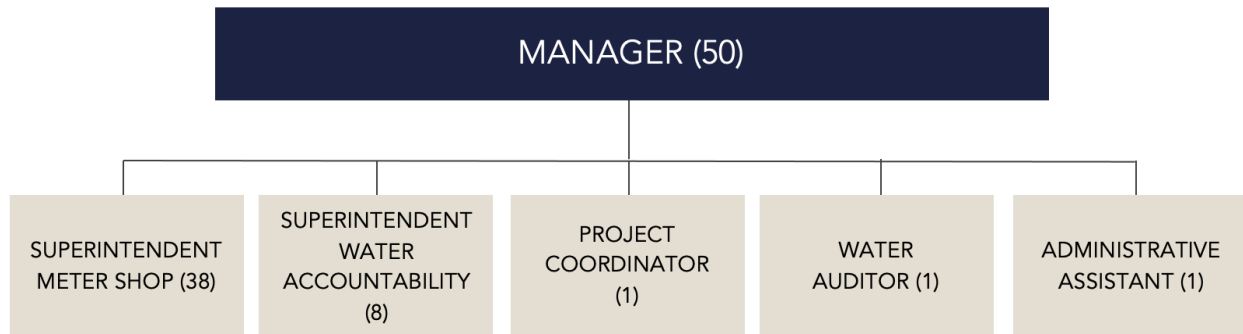 MANAGER (50)
SUPERINTENDENT
METER SHOP (38)
SUPERINTENDENT
WATER
ACCOUNTABILITY
(8)
PROJECT
COORDINATOR
(1)
WATER
AUDITOR (1)
ADMINISTRATIVE
ASSISTANT (1)